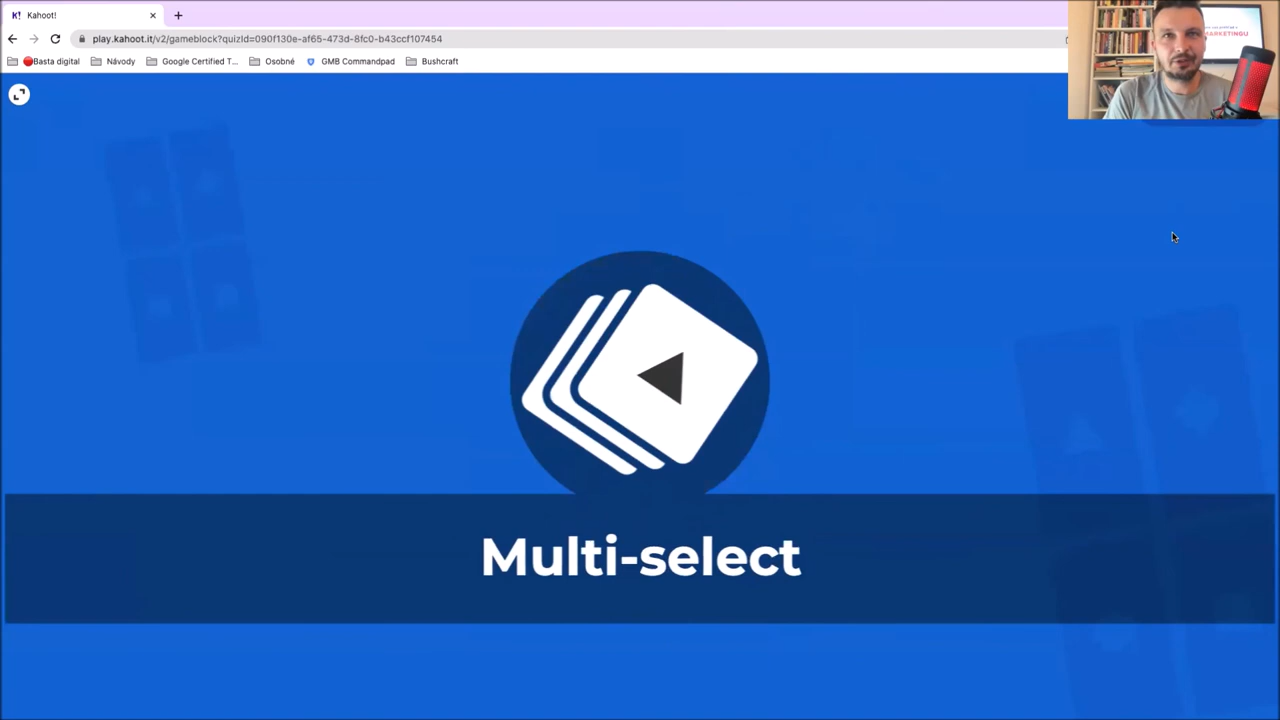 K! Kahoot!
play.kahoot.it/v2/gameblock?quizId=090f130e-af65-473d-8fc0-b43ccf107454
Basta digital
Návody
Google Certified T...
Osobné
GMB Commandpad
Bushcraft
MARKETINGU
Multi-select